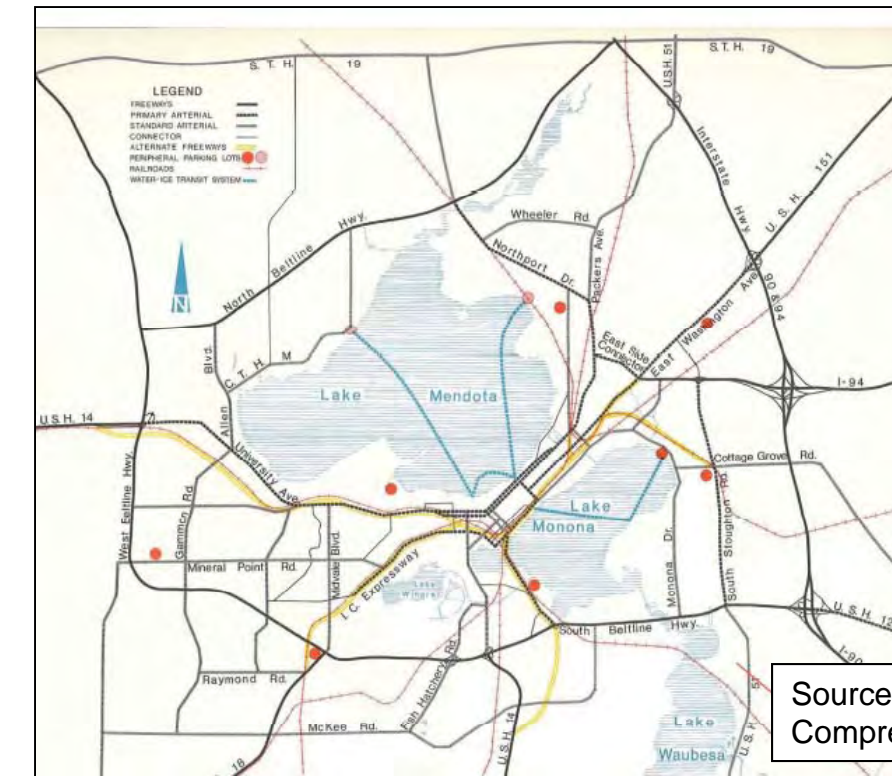 S. T. H. 19
U.S.H. 51
S.T.H. 19
LEGEND
FREEWAYS
PRIMARY ARTERIAL
STANDARD ARTERIAL
CONNECTOR
ALTERNATE FREEWAYS
PERIPHERAL PARKING LOTS
RAILROADS
WATER-ICE TRANSIT SYSTEM
N
North Beltline Hwy.
Wheeler Rd.
Northport Dr.
Packers Ave.
Interstate Hwy. 90 & 94
U. S. H. 151
East Side Connector
East Washington Ave.
I-94
Allen Blvd.
C. T. H. M
Lake Mendota
U.S.H. 14
University Ave.
Cottage Grove Rd.
Lake Monona
West Beltline Hwy.
Gammon Rd.
Mineral Point Rd.
Midvale Blvd.
I. C. Expressway
Lake Wingra
Monona Dr.
South Stoughton Rd.
U.S.H. 12
I-90
South Beltline Hwy.
Raymond Rd.
Fish Hatchery Rd.
McKee Rd.
U.S.H. 14
18
Lake Waubesa
U.S.H. 51
Source
Compre